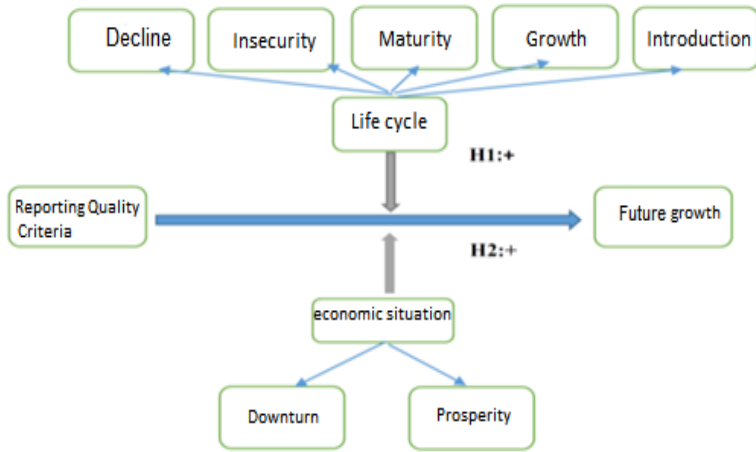 Decline
Insecurity
Maturity
Growth
Introduction
Life cycle
H1:+
Reporting Quality
Criteria
Future growth
H2:+
economic situation
Downturn
Prosperity